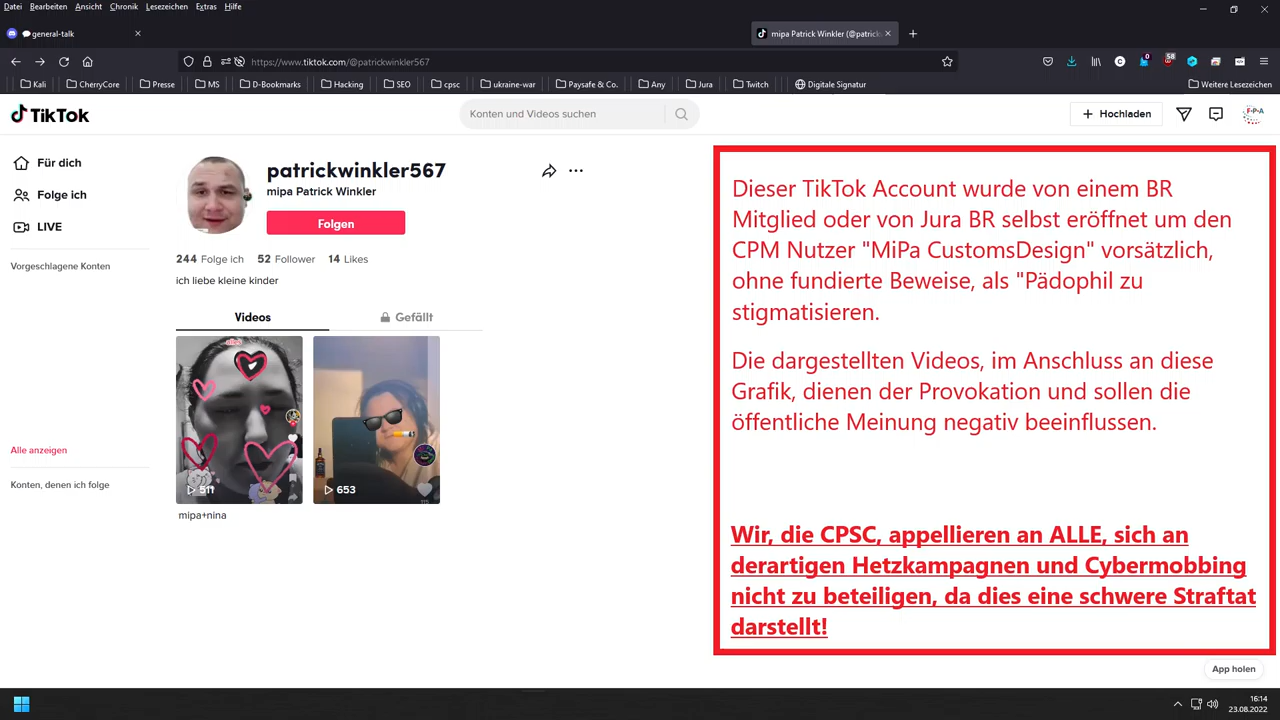 Datei Bearbeiten Ansicht Chronik Lesezeichen Extras Hilfe
general-talk
mipa Patrick Winkler (@patrickw
https://www.tiktok.com/@patrickwinkler567
0
58
Kali CherryCore Presse MS D-Bookmarks Hacking SEO cpsc ukraine-war Paysafe & Co. Any Jura Twitch Digitale Signatur Weitere Lesezeichen
TikTok
Konten und Videos suchen
Hochladen
F-P-A
Für dich
Folge ich
LIVE
Vorgeschlagene Konten
Alle anzeigen
Konten, denen ich folge
patrickwinkler567
mipa Patrick Winkler
Folgen
244 Folge ich 52 Follower 14 Likes
ich liebe kleine kinder
Videos Gefällt
alles
511
653
115
mipa+nina
Dieser TikTok Account wurde von einem BR
Mitglied oder von Jura BR selbst eröffnet um den
CPM Nutzer "MiPa CustomsDesign" vorsätzlich,
ohne fundierte Beweise, als "Pädophil zu
stigmatisieren.
Die dargestellten Videos, im Anschluss an diese
Grafik, dienen der Provokation und sollen die
öffentliche Meinung negativ beeinflussen.
Wir, die CPSC, appellieren an ALLE, sich an
derartigen Hetzkampagnen und Cybermobbing
nicht zu beteiligen, da dies eine schwere Straftat
darstellt!
App holen
16:14
23.08.2022